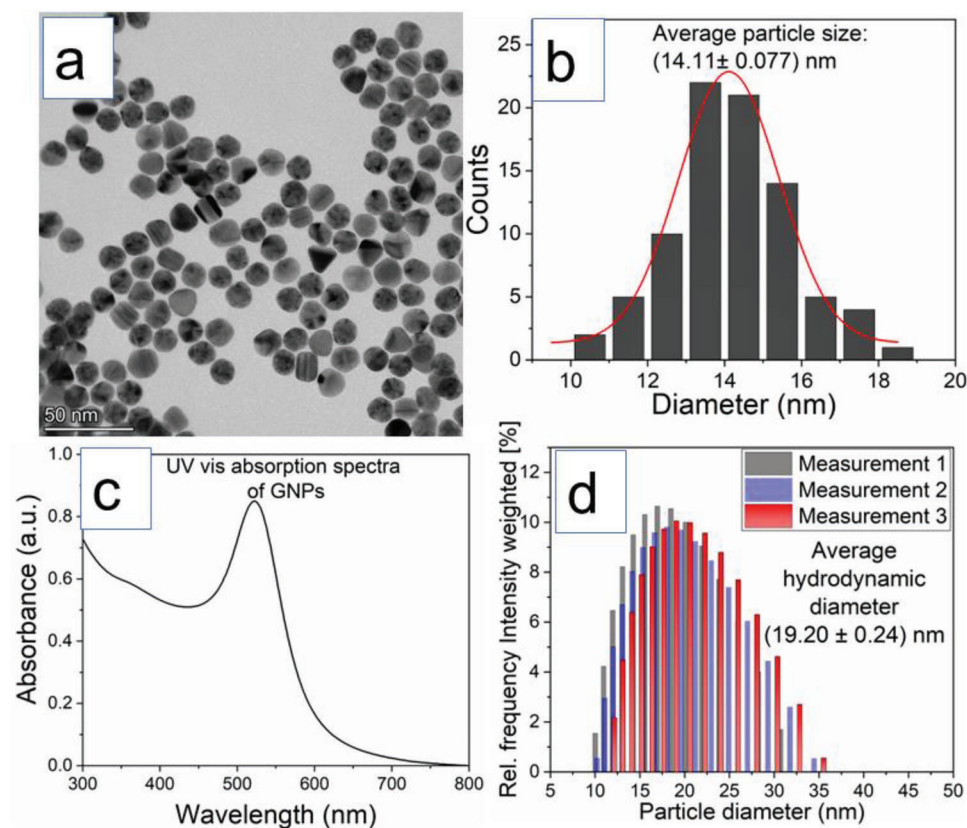 a
50 nm
b
Average particle size:
(14.11± 0.077) nm
25
20
15
10
5
0
Counts
10
12
14
16
18
20
Diameter (nm)
c
UV vis absorption spectra
of GNPs
1.0
0.8
0.6
0.4
0.2
0.0
Absorbance (a.u.)
300
400
500
600
700
800
Wavelength (nm)
d
Measurement 1
Measurement 2
Measurement 3
Average
hydrodynamic
diameter
(19.20 ± 0.24) nm
12
10
8
6
4
2
0
Rel. frequency Intensity weighted [%]
5
10
15
20
25
30
35
40
45
50
Particle diameter (nm)